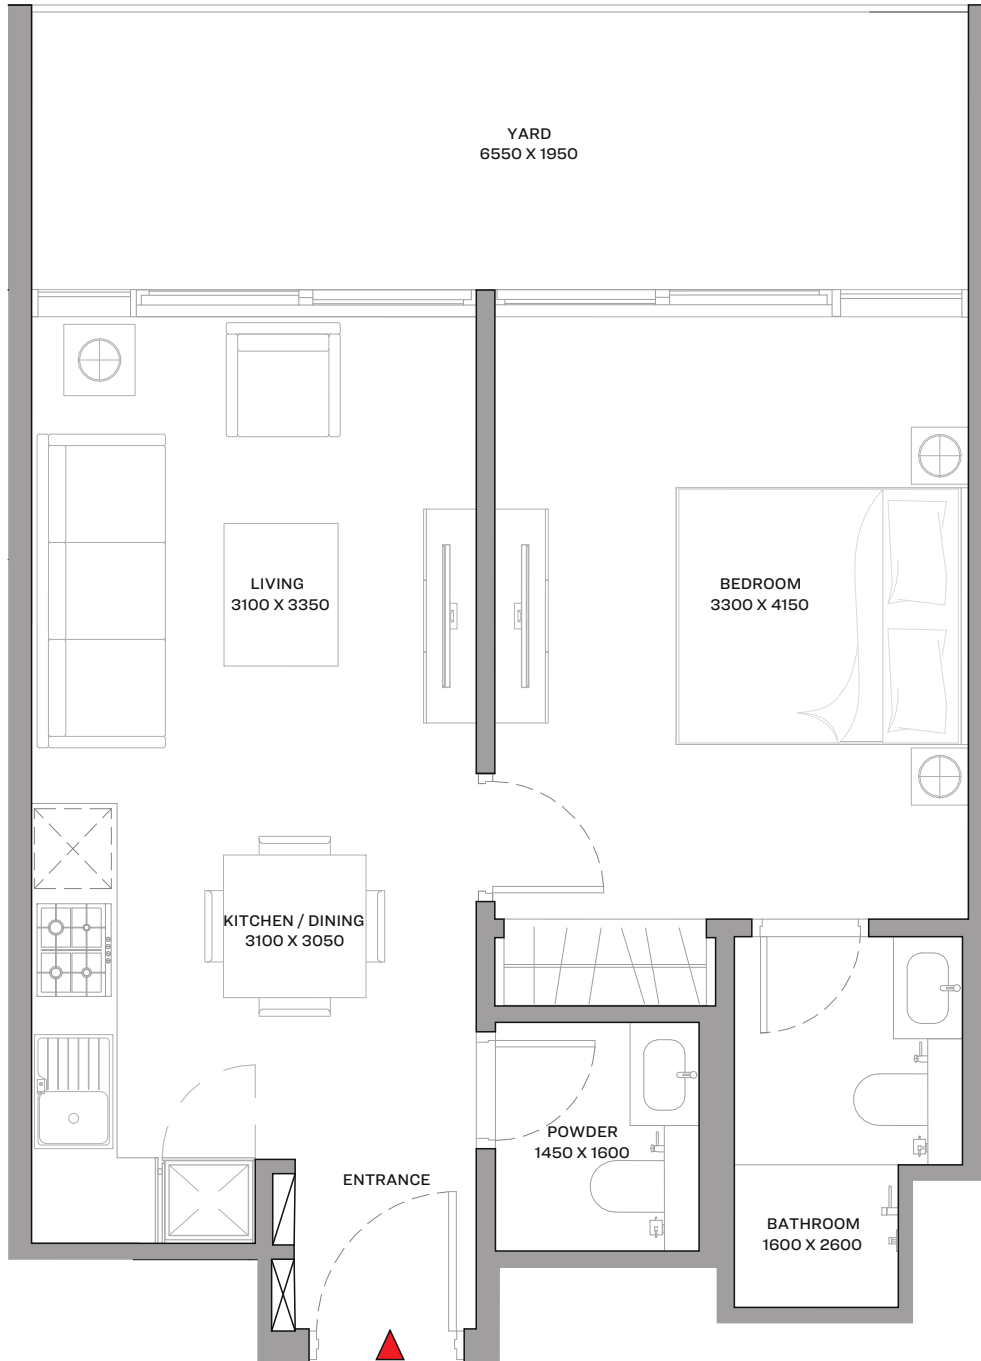 YARD
6550 X 1950
LIVING
3100 X 3350
BEDROOM
3300 X 4150
KITCHEN / DINING
3100 X 3050
POWDER
1450 X 1600
ENTRANCE
BATHROOM
1600 X 2600